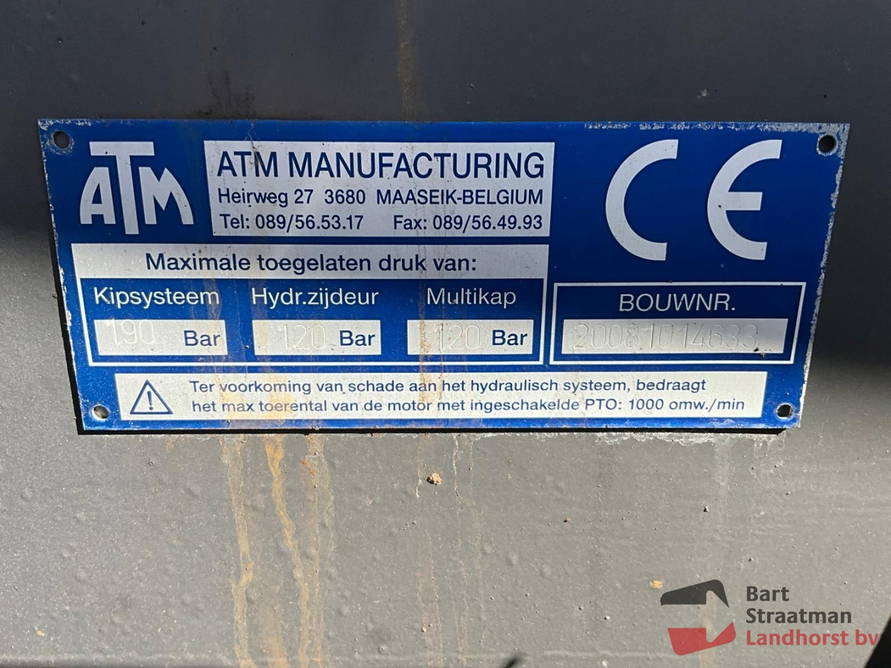 ATM
ATM MANUFACTURING
Heirweg 27 3680 MAASEIK-BELGIUM
Tel: 089/56.53.17 Fax: 089/56.49.93
CE
Maximale toegelaten druk van:
Kipsysteem Hydr.zijdeur Multikap
190 Bar 120 Bar 120 Bar
BOUWNR.
20081014633
Ter voorkoming van schade aan het hydraulisch systeem, bedraagt
het max toerental van de motor met ingeschakelde PTO: 1000 omw./min
Bart
Straatman
Landhorst bv